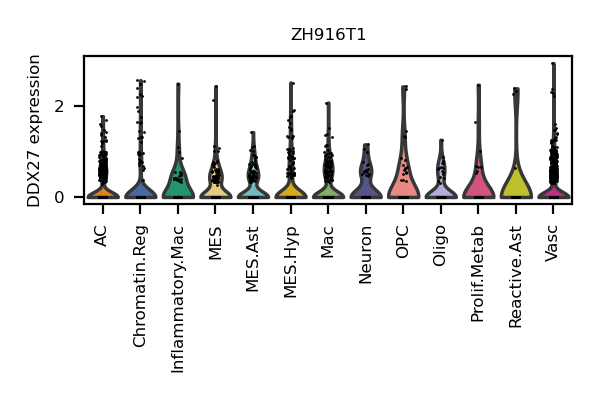 ZH916T1
DDX27 expression
2
0
AC
Chromatin.Reg
Inflammatory.Mac
MES
MES.Ast
MES.Hyp
Mac
Neuron
OPC
Oligo
Prolif.Metab
Reactive.Ast
Vasc